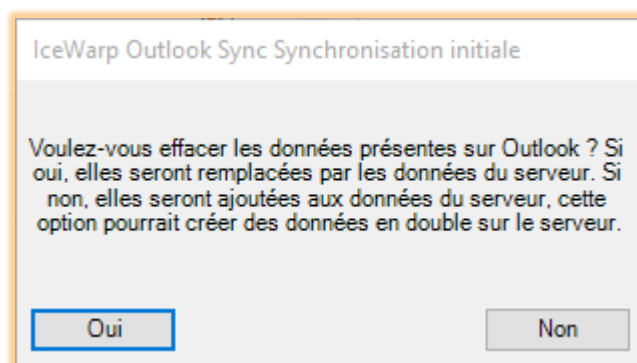 IceWarp Outlook Sync Synchronisation initiale
Voulez-vous effacer les données présentes sur Outlook ? Si
oui, elles seront remplacées par les données du serveur. Si
non, elles seront ajoutées aux données du serveur, cette
option pourrait créer des données en double sur le serveur.
Oui
Non